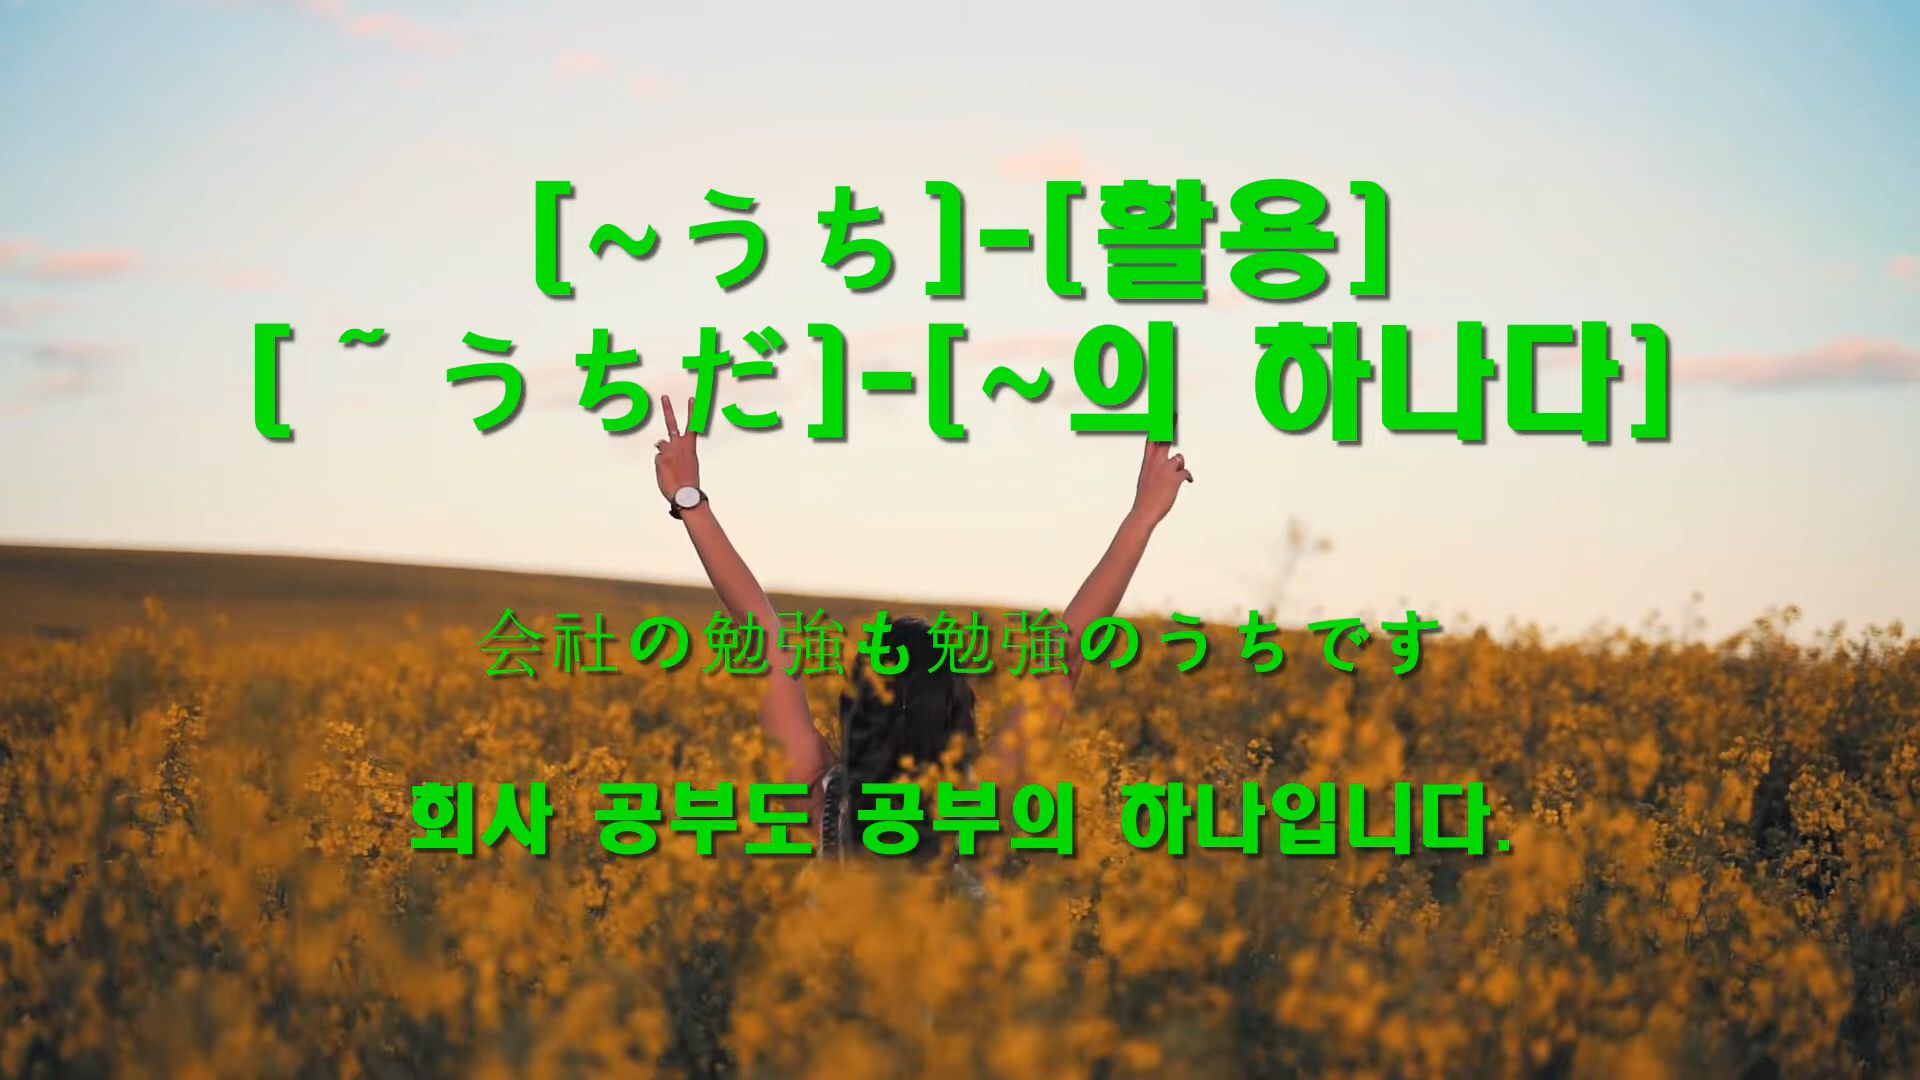 [~うち]-[활용]
[ ~ うちだ]-[~의 하나다]
会社の勉強も勉強のうちです
회사 공부도 공부의 하나입니다.